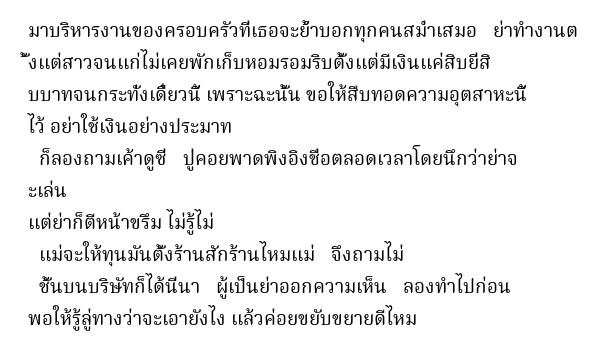 มาบริหารงานของครอบครัวที่เธอจะย้ำบอกทุกคนสม่ำเสมอ   ย่าทำงานต
ั้งแต่สาวจนแก่ไม่เคยพักเก็บหอมรอมริบตั้งแต่มีเงินแค่สิบยี่สิ
บบาทจนกระทั่งเดี๋ยวนี้ เพราะฉะนั้น ขอให้สืบทอดความอุตสาหะนี้
ไว้ อย่าใช้เงินอย่างประมาท
ก็ลองถามเค้าดูซี   ปู่คอยพาดพิงอิงชื่อตลอดเวลาโดยนึกว่าย่าจ
ะเล่น
แต่ย่าก็ตีหน้าขรึม ไม่รู้ไม่
แม่จะให้ทุนมันตั้งร้านสักร้านไหมแม่   จึงถามไม่
ชั้นบนบริษัทก็ได้นี่นา   ผู้เป็นย่าออกความเห็น   ลองทำไปก่อน
พอให้รู้ลู่ทางว่าจะเอายังไง แล้วค่อยขยับขยายดีไหม